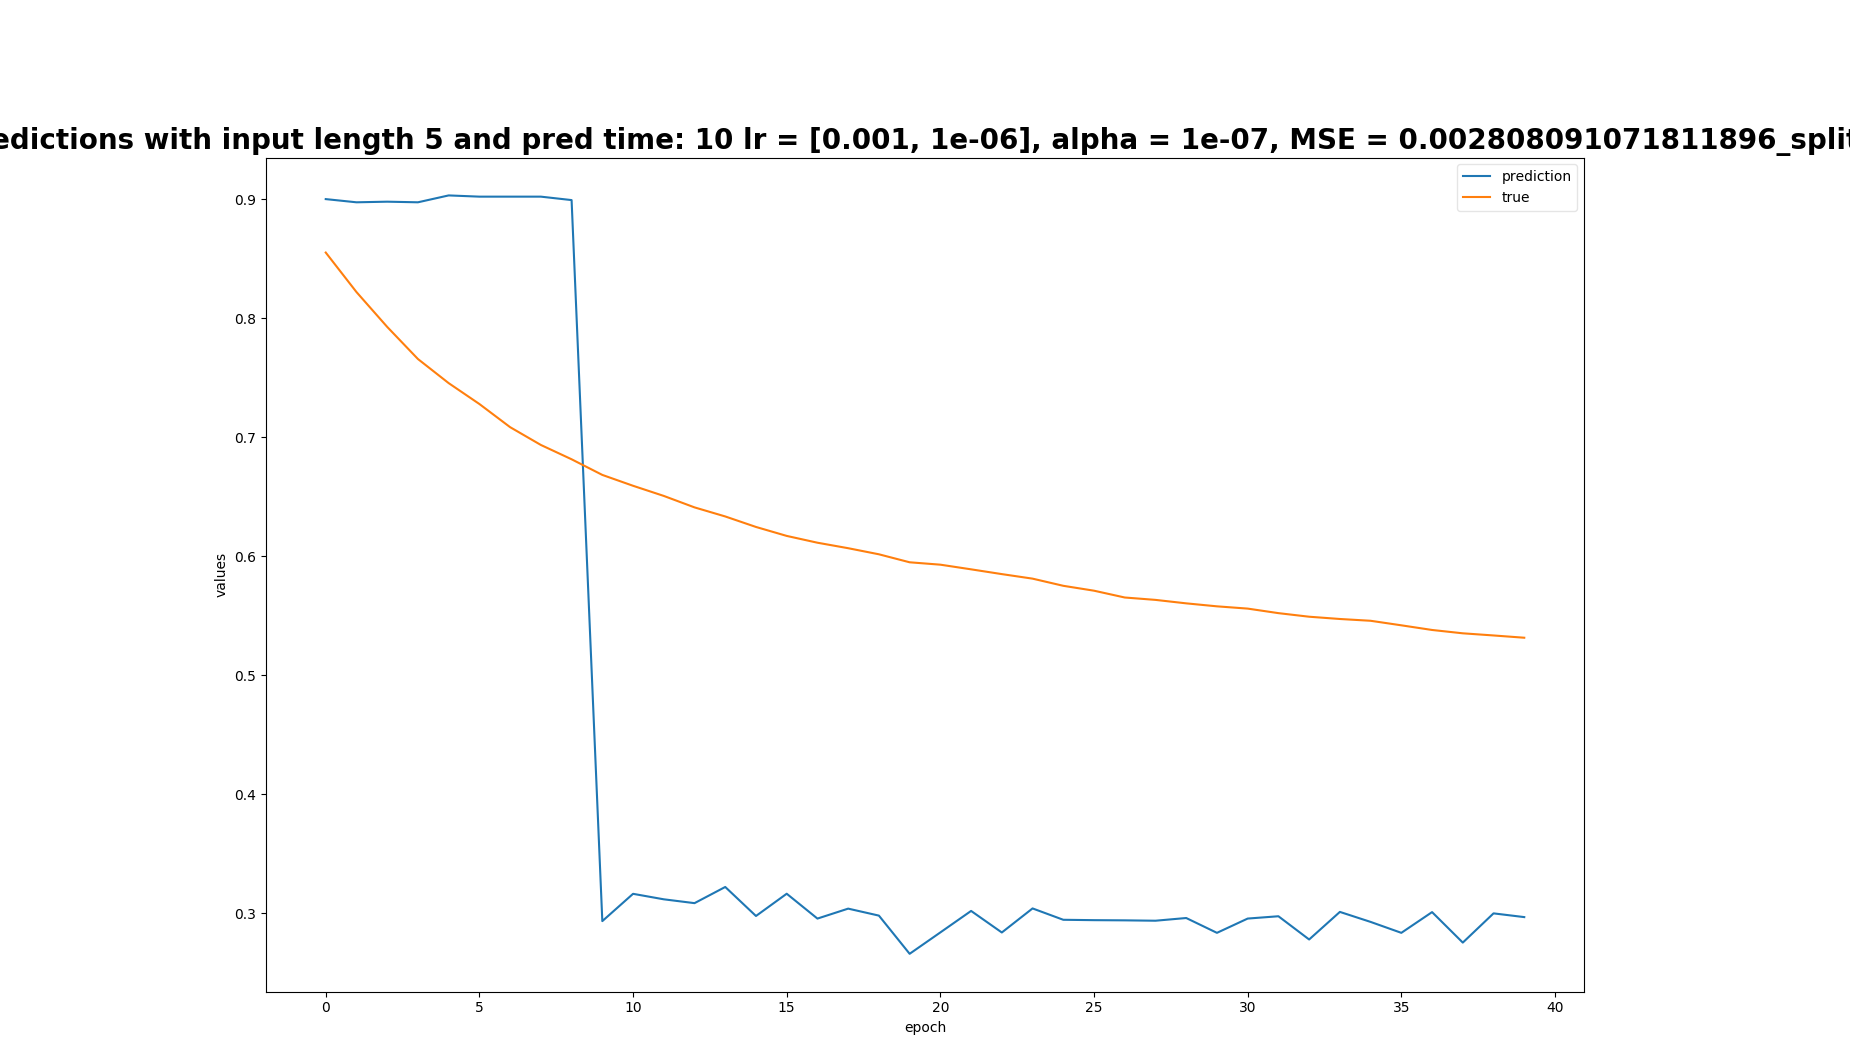 edictions with input length 5 and pred time: 10 lr = [0.001, 1e-06], alpha = 1e-07, MSE = 0.002808091071811896_split
prediction
true
0.9
0.8
0.7
0.6
0.5
0.4
0.3
values
0 5 10 15 20 25 30 35 40
epoch